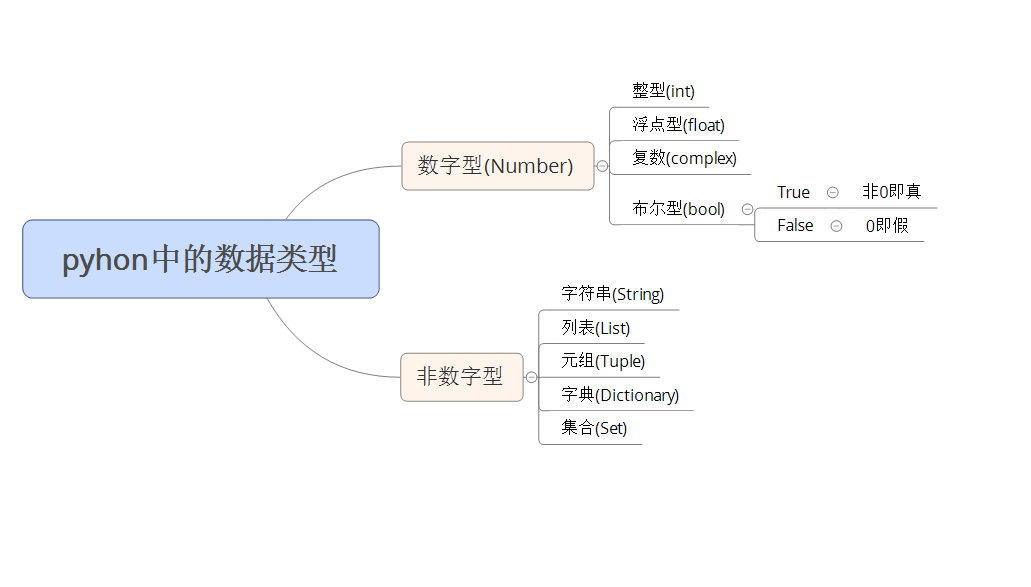 pyhon中的数据类型
数字型(Number)
整型(int)
浮点型(float)
复数(complex)
布尔型(bool)
True
非0即真
False
0即假
非数字型
字符串(String)
列表(List)
元组(Tuple)
字典(Dictionary)
集合(Set)